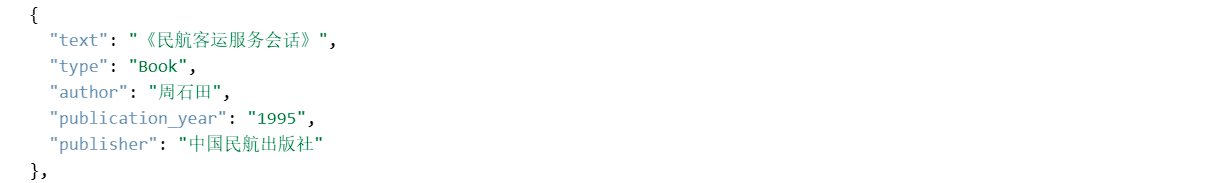 {
"text": "《民航客运服务会话》",
"type": "Book",
"author": "周石田",
"publication_year": "1995",
"publisher": "中国民航出版社"
},